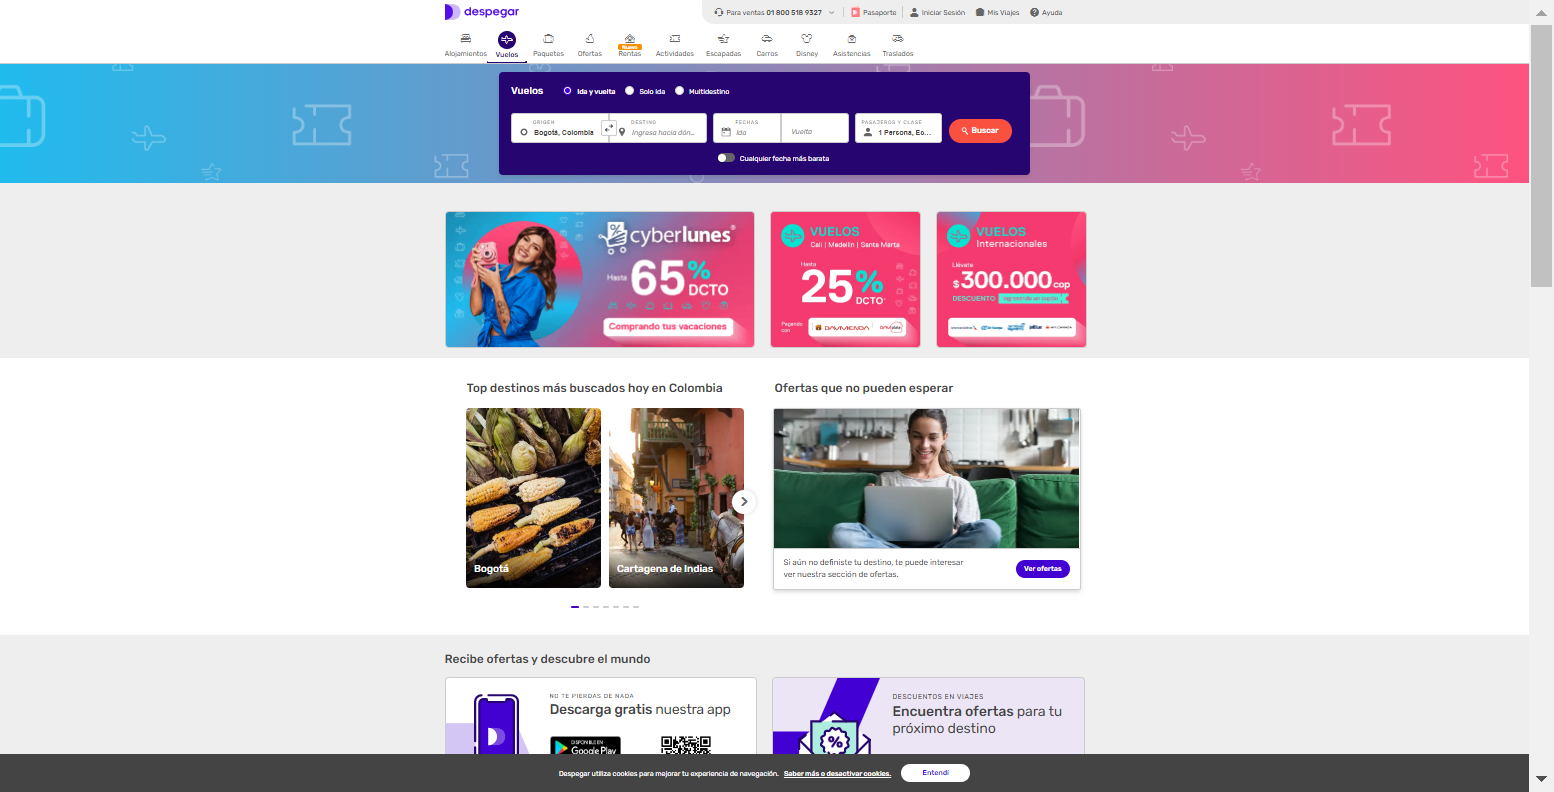 despegar
Para ventas 01 800 518 9327
Pasaporte
Iniciar Sesión
Mis Viajes
Ayuda
Alojamientos
Vuelos
Paquetes
Ofertas
Nuevo
Rentas
Actividades
Escapadas
Carros
Disney
Asistencias
Traslados
Vuelos
Ida y vuelta
Solo ida
Multidestino
ORIGEN
Bogotá, Colombia
DESTINO
Ingresa hacia dón...
FECHAS
Ida
Vuelta
PASAJEROS Y CLASE
1 Persona, Ec...
Buscar
Cualquier fecha más barata
cyberlunes®
Hasta 65% DCTO
Comprando tus vacaciones
VUELOS
Cali | Medellín | Santa Marta
Hasta
25% DCTO*
Pagando con
DAVIVIENDA
DAVIplata
VUELOS
Internacionales
Llévate
$300.000 cop
DESCUENTO ingresando un cupón
Top destinos más buscados hoy en Colombia
Bogotá
Cartagena de Indias
Ofertas que no pueden esperar
Si aún no definiste tu destino, te puede interesar
ver nuestra sección de ofertas.
Ver ofertas
Recibe ofertas y descubre el mundo
NO TE PIERDAS DE NADA
Descarga gratis nuestra app
DISPONIBLE EN
Google Play
DESCUENTOS EN VIAJES
Encuentra ofertas para tu
próximo destino
Despegar utiliza cookies para mejorar tu experiencia de navegación. Saber más o desactivar cookies.
Entendí